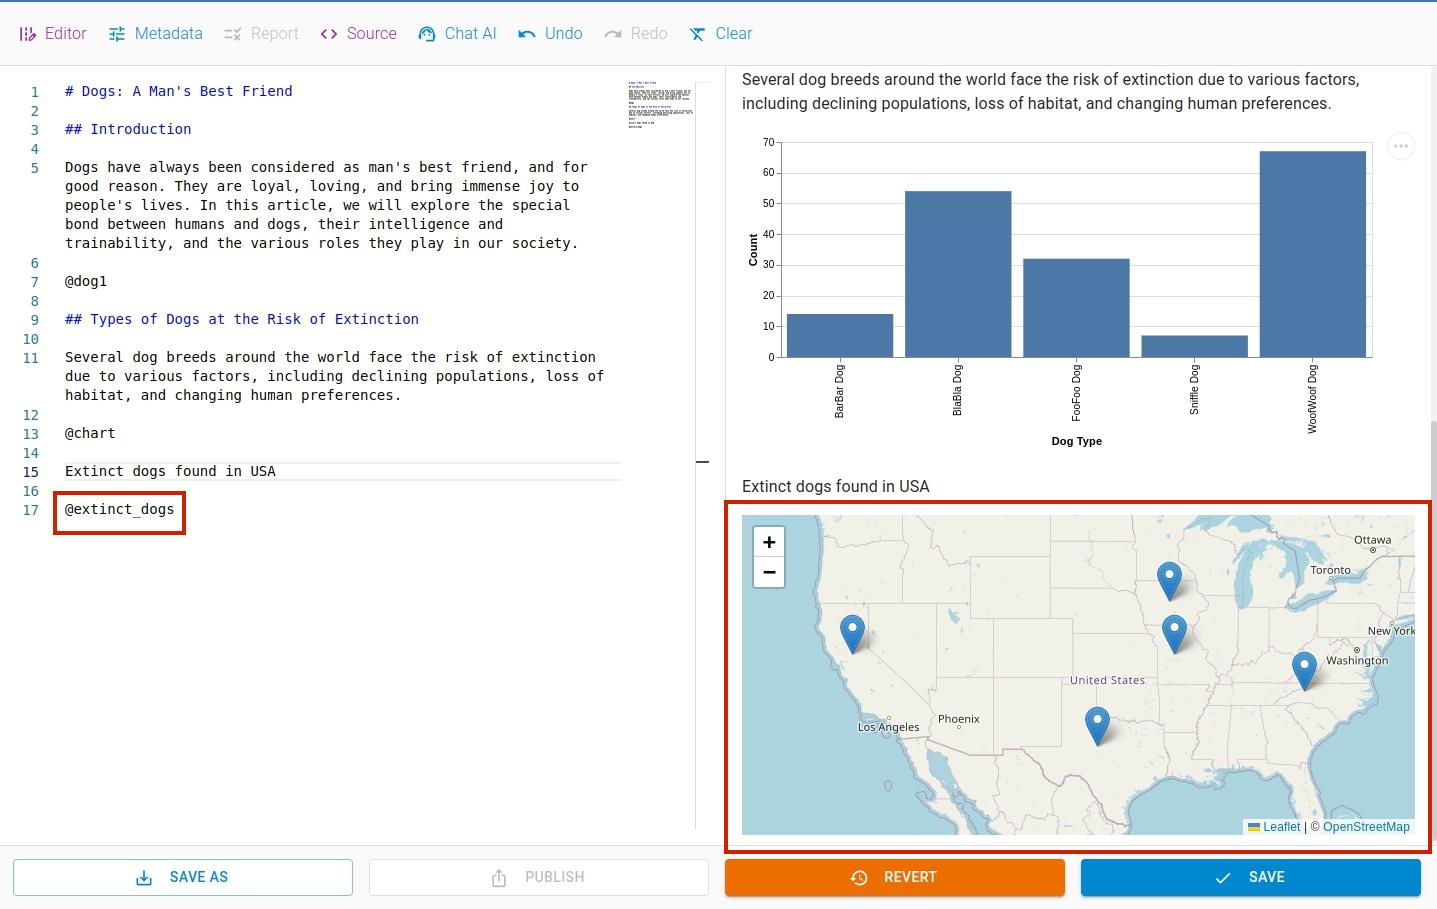 Editor Metadata Report Source Chat AI Undo Redo Clear
1 # Dogs: A Man's Best Friend
2
3 ## Introduction
4
5 Dogs have always been considered as man's best friend, and for
good reason. They are loyal, loving, and bring immense joy to
people's lives. In this article, we will explore the special
bond between humans and dogs, their intelligence and
trainability, and the various roles they play in our society.
6
7 @dog1
8
9 ## Types of Dogs at the Risk of Extinction
10
11 Several dog breeds around the world face the risk of extinction
due to various factors, including declining populations, loss of
habitat, and changing human preferences.
12
13 @chart
14
15 Extinct dogs found in USA
16
17 @extinct_dogs
Several dog breeds around the world face the risk of extinction due to various factors,
including declining populations, loss of habitat, and changing human preferences.
70
60
50
40
30
20
10
0
Count
BarBar Dog
BlaBla Dog
FooFoo Dog
Sniffle Dog
WoofWoof Dog
Dog Type
Extinct dogs found in USA
+
−
Ottawa
Toronto
New York
Washington
United States
Los Angeles
Phoenix
Leaflet | © OpenStreetMap
SAVE AS PUBLISH REVERT SAVE